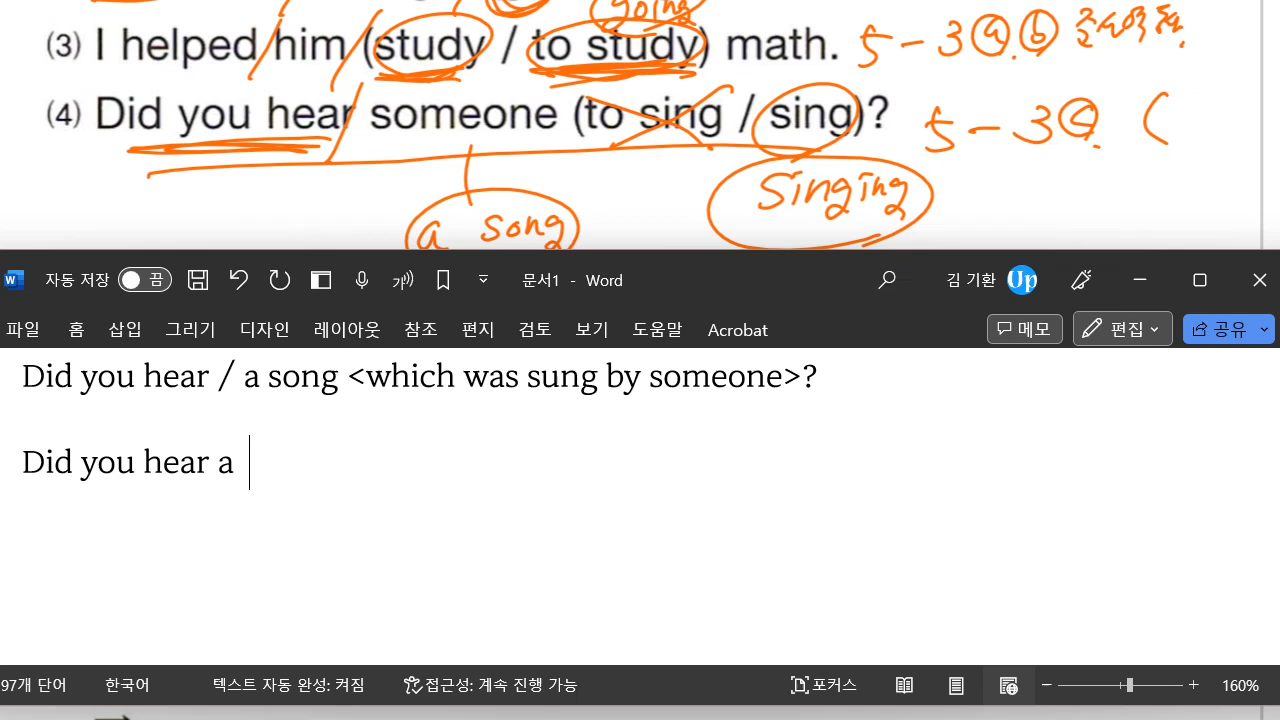 going
(3) I helped him (study / to study) math. 5-3ⓐ.ⓑ
(4) Did you hear someone (to sing / sing)? 5-3ⓐ. (
singing
a song
자동 저장 끔 가 문서1 - Word 김 기환 Up
파일 홈 삽입 그리기 디자인 레이아웃 참조 편지 검토 보기 도움말 Acrobat 메모 편집 공유
Did you hear / a song <which was sung by someone>?
Did you hear a
97개 단어 한국어 텍스트 자동 완성: 켜짐 접근성: 계속 진행 가능 포커스 160%